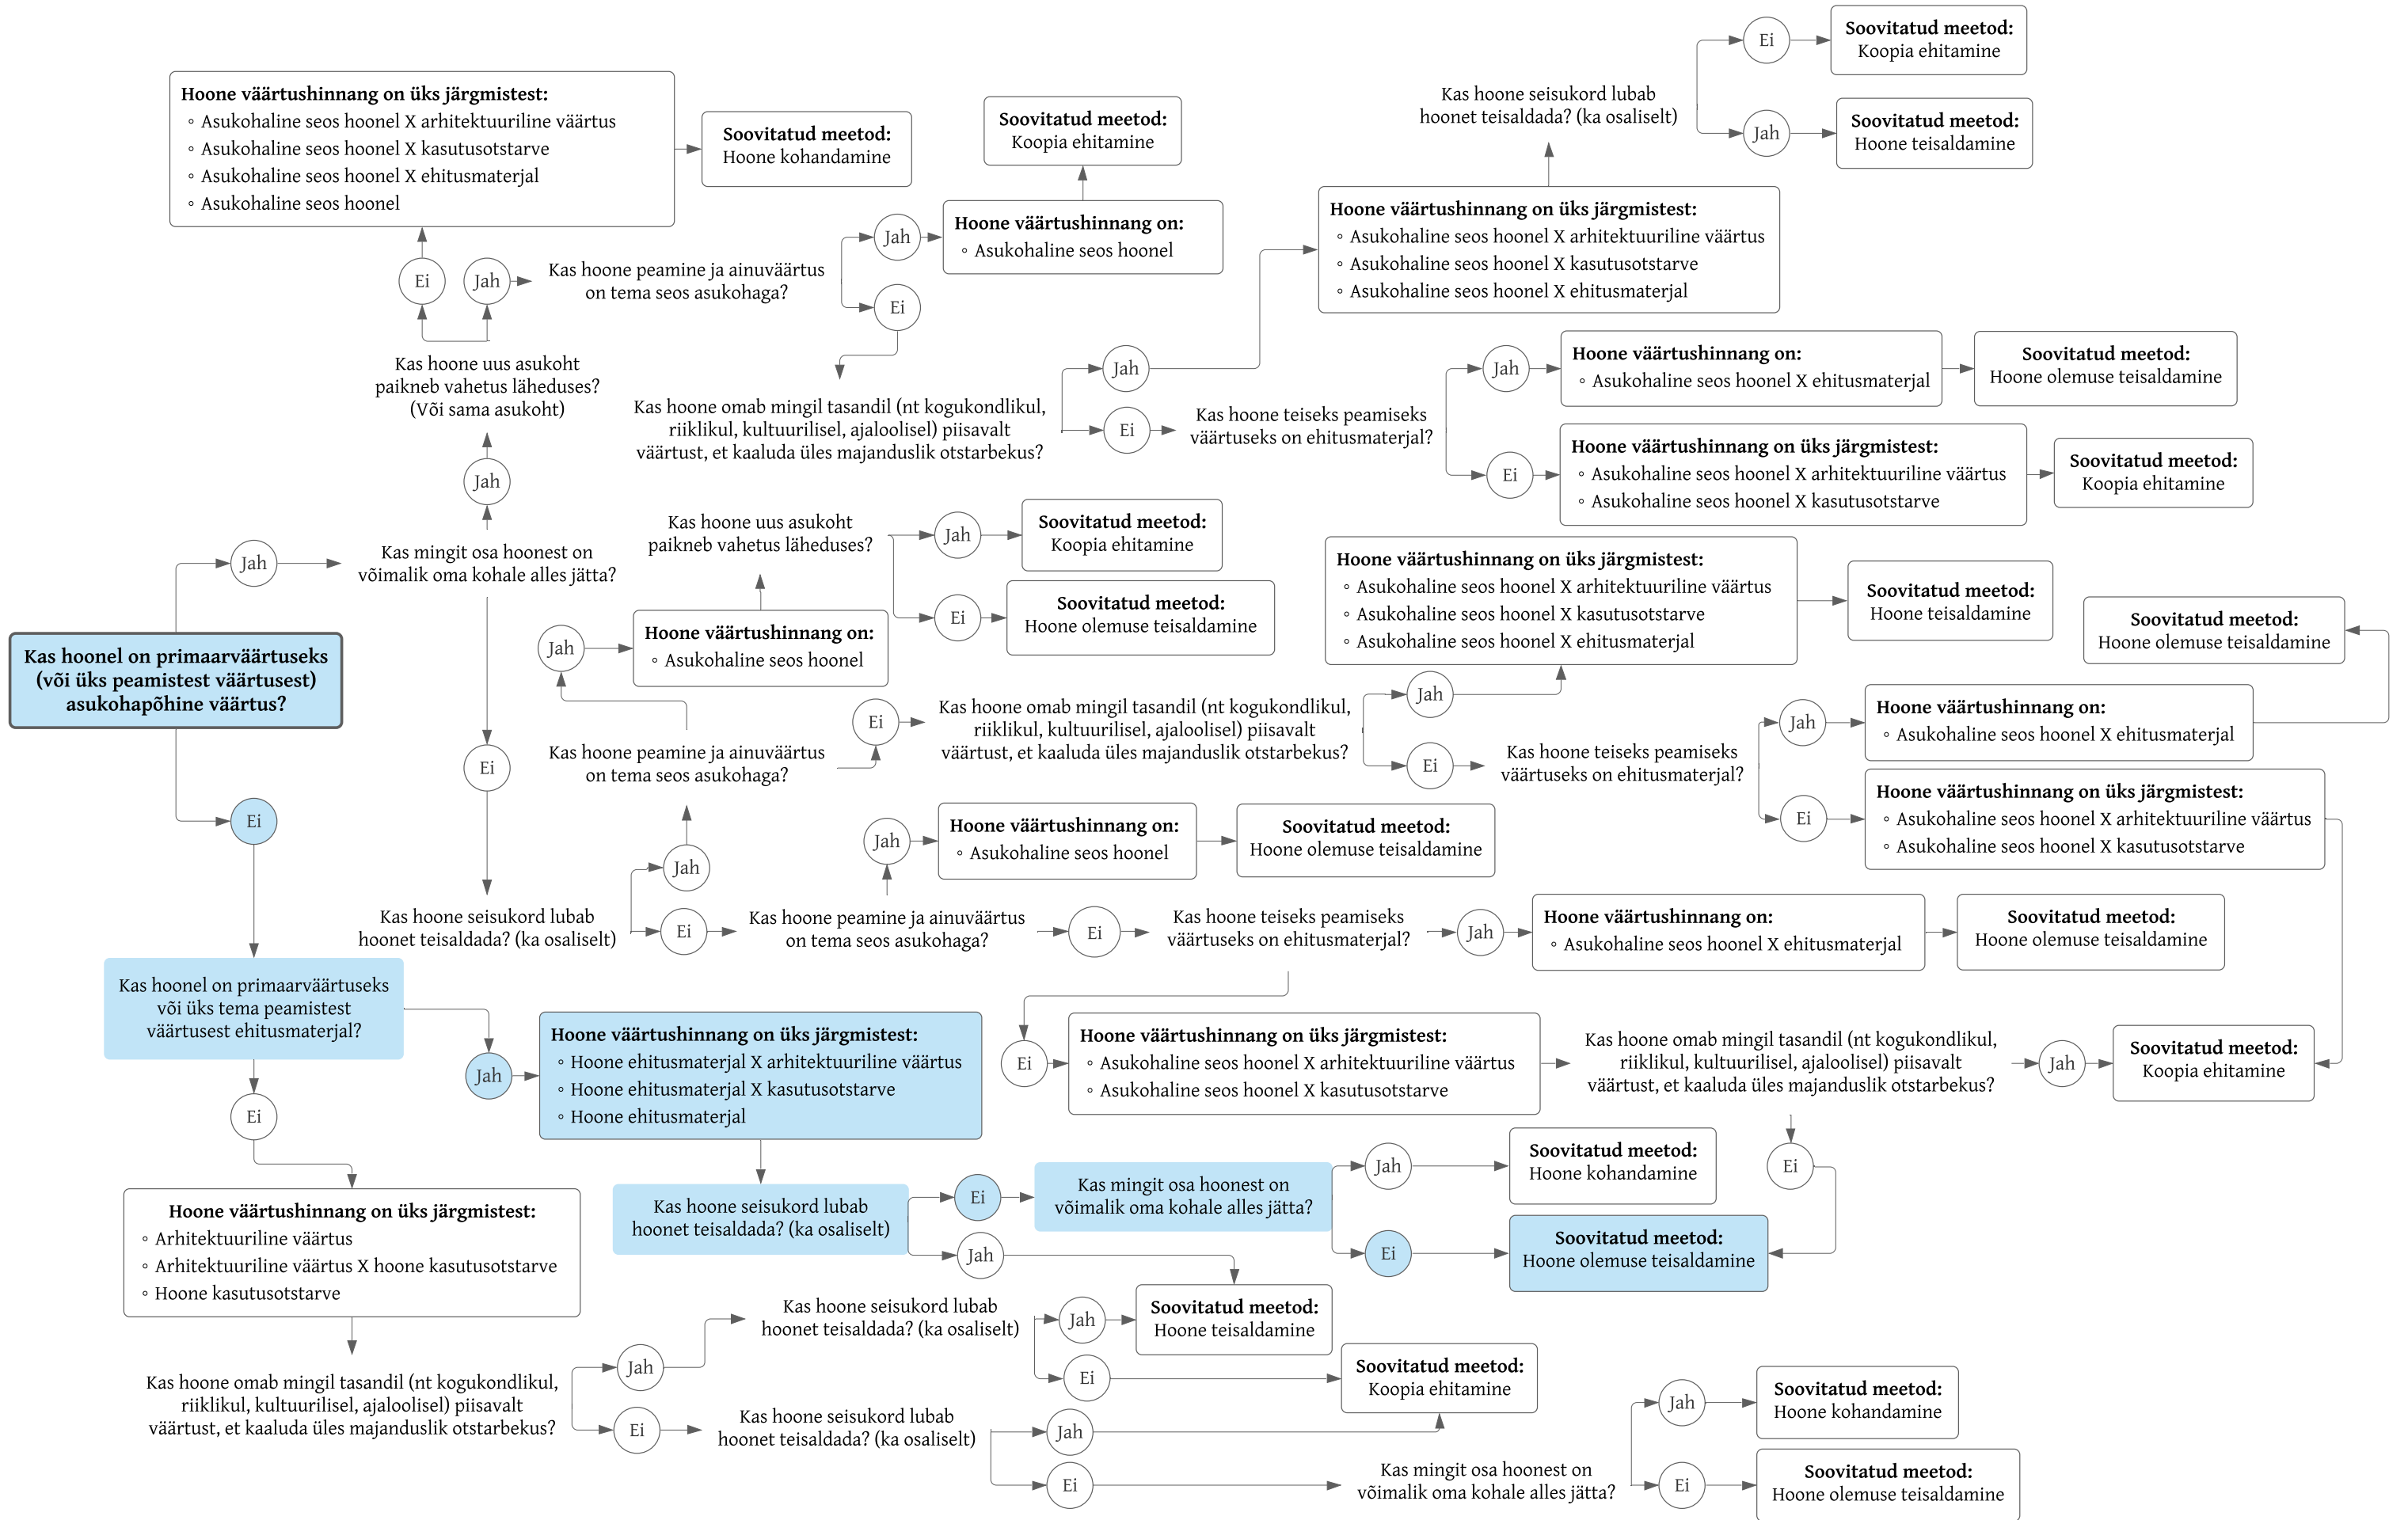 Kas hoonel on primaarväärtuseks
(või üks peamistest väärtusest)
asukohapõhine väärtus?
Jah
Kas mingit osa hoonest on
võimalik oma kohale alles jätta?
Jah
Kas hoone uus asukoht
paikneb vahetus läheduses?
(Või sama asukoht)
Ei
Hoone väärtushinnang on üks järgmistest:
◦ Asukohaline seos hoonel X arhitektuuriline väärtus
◦ Asukohaline seos hoonel X kasutusotstarve
◦ Asukohaline seos hoonel X ehitusmaterjal
◦ Asukohaline seos hoonel
Soovitatud meetod:
Hoone kohandamine
Jah
Kas hoone peamine ja ainuväärtus
on tema seos asukohaga?
Jah
Hoone väärtushinnang on:
◦ Asukohaline seos hoonel
Soovitatud meetod:
Koopia ehitamine
Ei
Kas hoone omab mingil tasandil (nt kogukondlikul,
riiklikul, kultuurilisel, ajaloolisel) piisavalt
väärtust, et kaaluda üles majanduslik otstarbekus?
Jah
Hoone väärtushinnang on üks järgmistest:
◦ Asukohaline seos hoonel X arhitektuuriline väärtus
◦ Asukohaline seos hoonel X kasutusotstarve
◦ Asukohaline seos hoonel X ehitusmaterjal
Kas hoone seisukord lubab
hoonet teisaldada? (ka osaliselt)
Ei
Soovitatud meetod:
Koopia ehitamine
Jah
Soovitatud meetod:
Hoone teisaldamine
Ei
Kas hoone teiseks peamiseks
väärtuseks on ehitusmaterjal?
Jah
Hoone väärtushinnang on:
◦ Asukohaline seos hoonel X ehitusmaterjal
Soovitatud meetod:
Hoone olemuse teisaldamine
Ei
Hoone väärtushinnang on üks järgmistest:
◦ Asukohaline seos hoonel X arhitektuuriline väärtus
◦ Asukohaline seos hoonel X kasutusotstarve
Soovitatud meetod:
Koopia ehitamine
Ei
Kas hoone seisukord lubab
hoonet teisaldada? (ka osaliselt)
Jah
Kas hoone peamine ja ainuväärtus
on tema seos asukohaga?
Jah
Hoone väärtushinnang on:
◦ Asukohaline seos hoonel
Kas hoone uus asukoht
paikneb vahetus läheduses?
Jah
Soovitatud meetod:
Koopia ehitamine
Ei
Soovitatud meetod:
Hoone olemuse teisaldamine
Ei
Kas hoone omab mingil tasandil (nt kogukondlikul,
riiklikul, kultuurilisel, ajaloolisel) piisavalt
väärtust, et kaaluda üles majanduslik otstarbekus?
Jah
Hoone väärtushinnang on üks järgmistest:
◦ Asukohaline seos hoonel X arhitektuuriline väärtus
◦ Asukohaline seos hoonel X kasutusotstarve
◦ Asukohaline seos hoonel X ehitusmaterjal
Soovitatud meetod:
Hoone teisaldamine
Ei
Kas hoone teiseks peamiseks
väärtuseks on ehitusmaterjal?
Jah
Hoone väärtushinnang on:
◦ Asukohaline seos hoonel X ehitusmaterjal
Soovitatud meetod:
Hoone olemuse teisaldamine
Ei
Hoone väärtushinnang on üks järgmistest:
◦ Asukohaline seos hoonel X arhitektuuriline väärtus
◦ Asukohaline seos hoonel X kasutusotstarve
Ei
Kas hoone peamine ja ainuväärtus
on tema seos asukohaga?
Jah
Hoone väärtushinnang on:
◦ Asukohaline seos hoonel
Soovitatud meetod:
Hoone olemuse teisaldamine
Ei
Kas hoone teiseks peamiseks
väärtuseks on ehitusmaterjal?
Jah
Hoone väärtushinnang on:
◦ Asukohaline seos hoonel X ehitusmaterjal
Soovitatud meetod:
Hoone olemuse teisaldamine
Ei
Hoone väärtushinnang on üks järgmistest:
◦ Asukohaline seos hoonel X arhitektuuriline väärtus
◦ Asukohaline seos hoonel X kasutusotstarve
Kas hoone omab mingil tasandil (nt kogukondlikul,
riiklikul, kultuurilisel, ajaloolisel) piisavalt
väärtust, et kaaluda üles majanduslik otstarbekus?
Jah
Soovitatud meetod:
Koopia ehitamine
Ei
Ei
Kas hoonel on primaarväärtuseks
või üks tema peamistest
väärtusest ehitusmaterjal?
Jah
Hoone väärtushinnang on üks järgmistest:
◦ Hoone ehitusmaterjal X arhitektuuriline väärtus
◦ Hoone ehitusmaterjal X kasutusotstarve
◦ Hoone ehitusmaterjal
Kas hoone seisukord lubab
hoonet teisaldada? (ka osaliselt)
Ei
Kas mingit osa hoonest on
võimalik oma kohale alles jätta?
Jah
Soovitatud meetod:
Hoone kohandamine
Ei
Soovitatud meetod:
Hoone olemuse teisaldamine
Jah
Soovitatud meetod:
Hoone teisaldamine
Ei
Hoone väärtushinnang on üks järgmistest:
◦ Arhitektuuriline väärtus
◦ Arhitektuuriline väärtus X hoone kasutusotstarve
◦ Hoone kasutusotstarve
Kas hoone omab mingil tasandil (nt kogukondlikul,
riiklikul, kultuurilisel, ajaloolisel) piisavalt
väärtust, et kaaluda üles majanduslik otstarbekus?
Jah
Kas hoone seisukord lubab
hoonet teisaldada? (ka osaliselt)
Jah
Ei
Soovitatud meetod:
Koopia ehitamine
Ei
Kas hoone seisukord lubab
hoonet teisaldada? (ka osaliselt)
Jah
Ei
Kas mingit osa hoonest on
võimalik oma kohale alles jätta?
Jah
Soovitatud meetod:
Hoone kohandamine
Ei
Soovitatud meetod:
Hoone olemuse teisaldamine